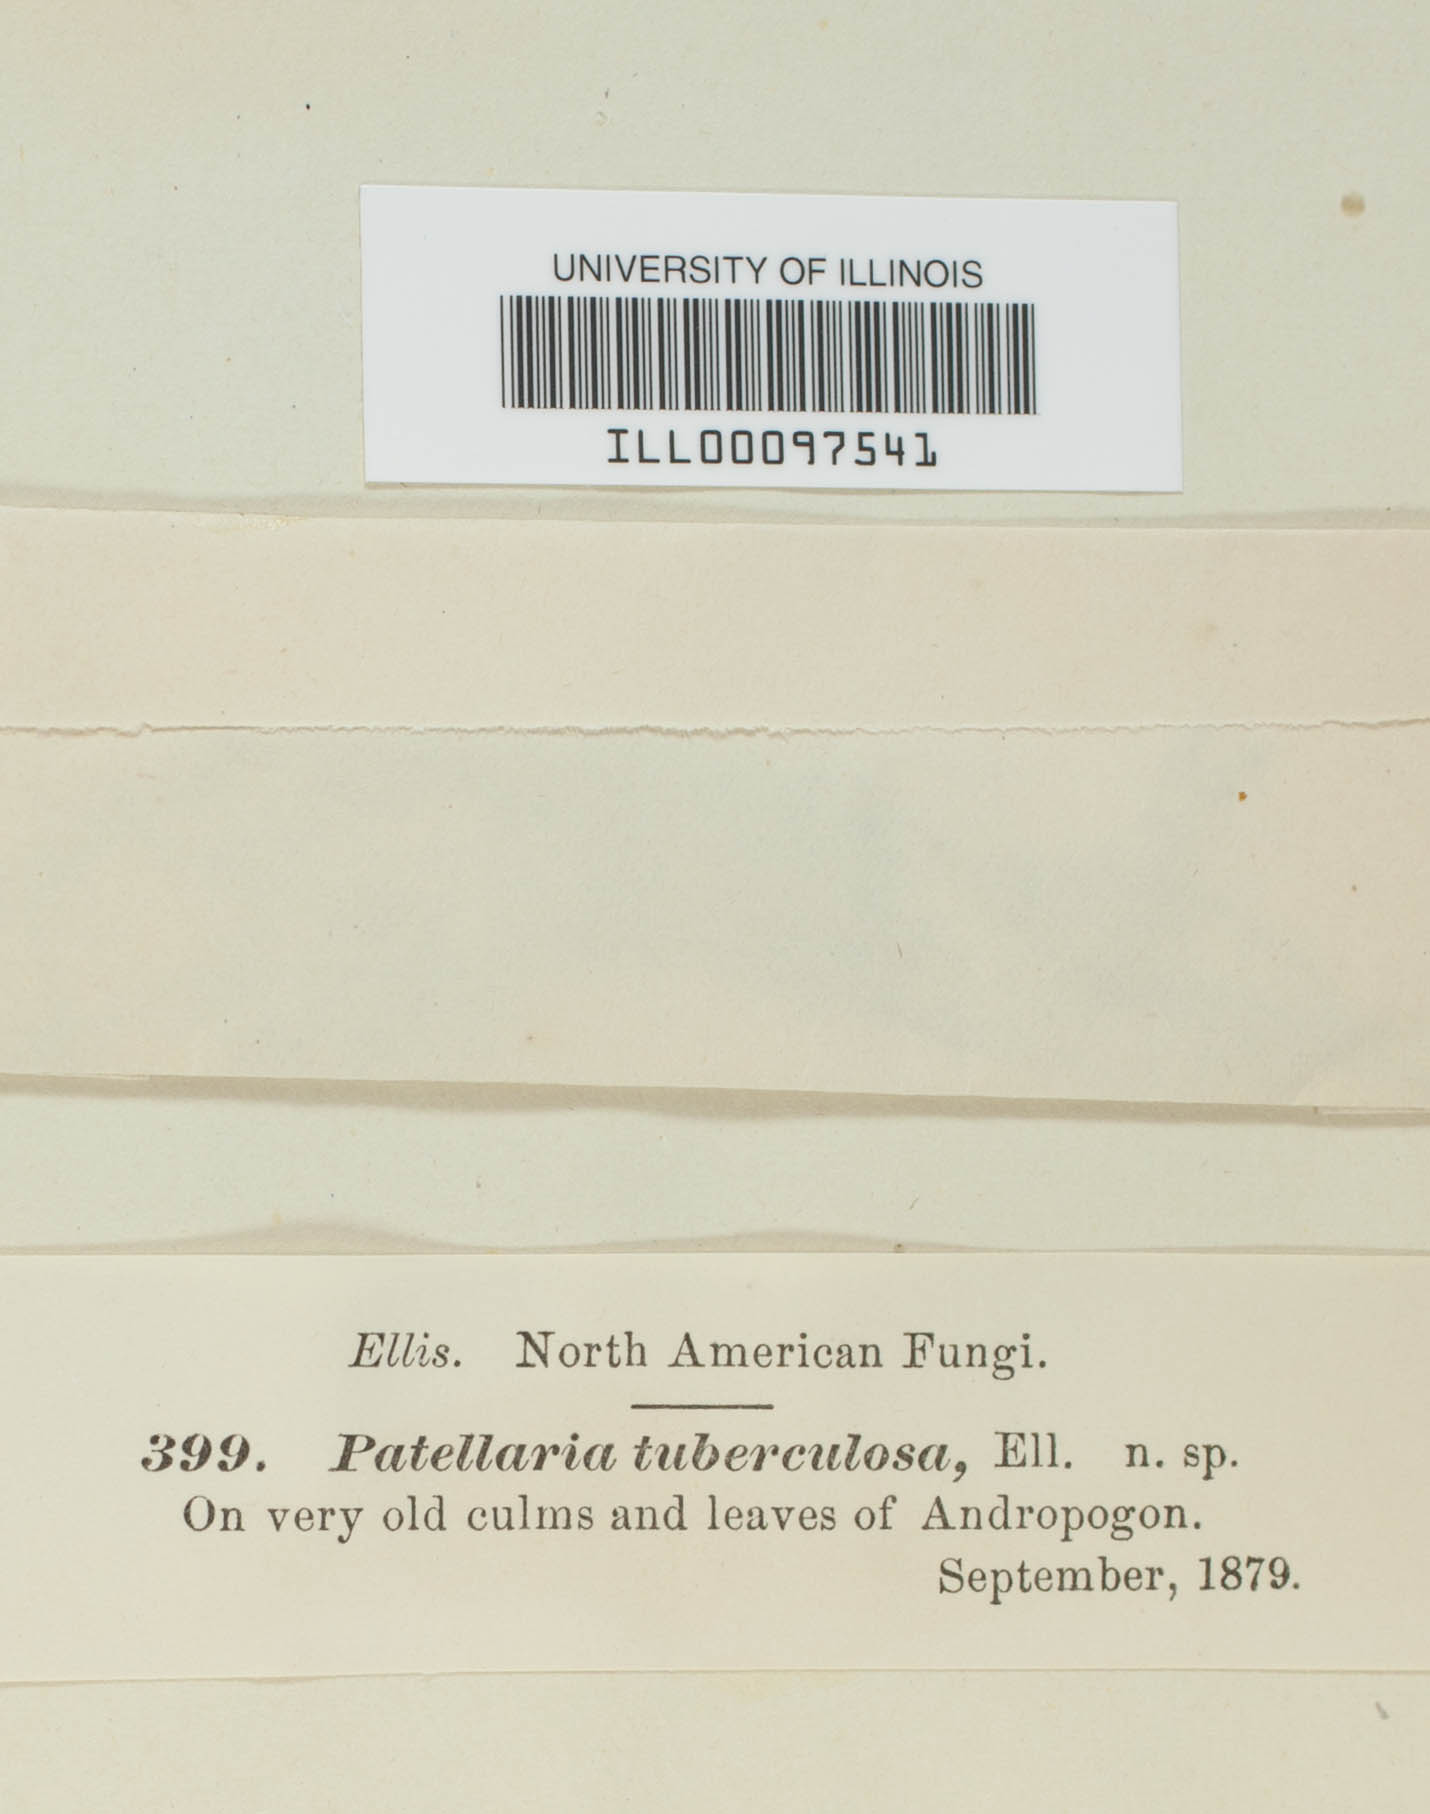 UNIVERSITY OF ILLINOIS
ILL00097541
Ellis. North American Fungi.
399. Patellaria tuberculosa, Ell. n. sp.
On very old culms and leaves of Andropogon.
September, 1879.